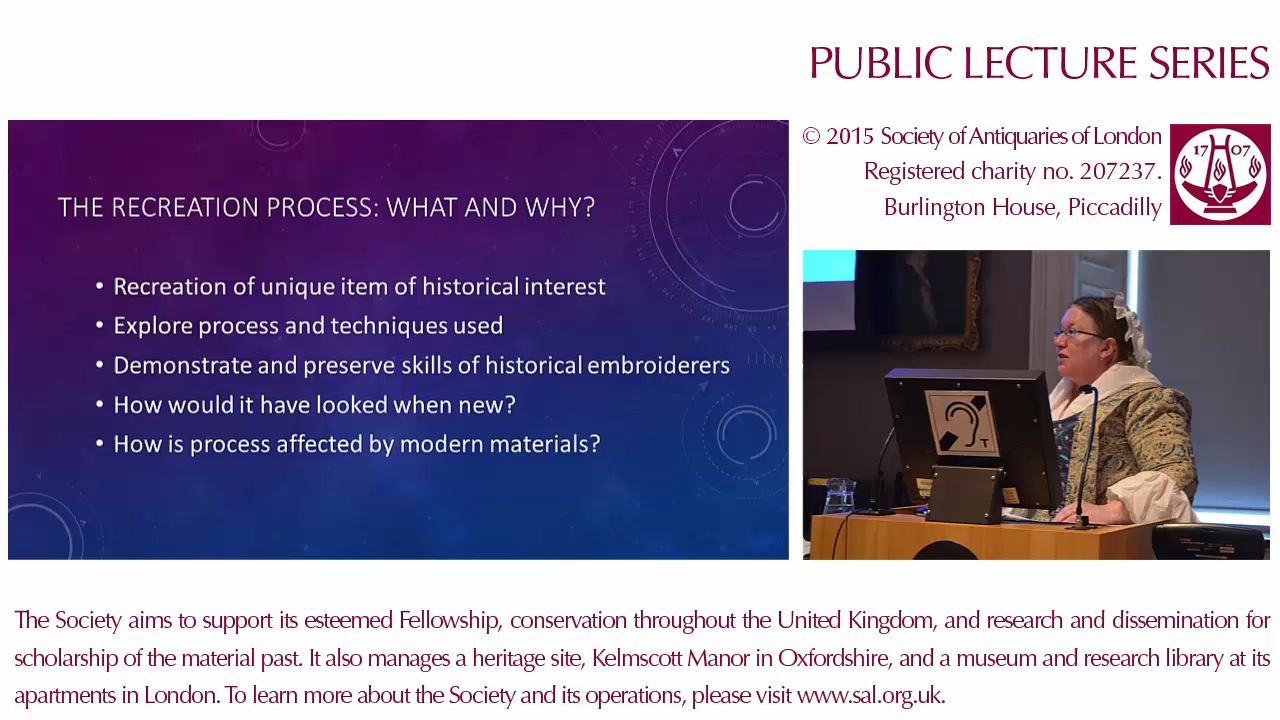 PUBLIC LECTURE SERIES
© 2015 Society of Antiquaries of London
Registered charity no. 207237.
Burlington House, Piccadilly
17 07
THE RECREATION PROCESS: WHAT AND WHY?
• Recreation of unique item of historical interest
• Explore process and techniques used
• Demonstrate and preserve skills of historical embroiderers
• How would it have looked when new?
• How is process affected by modern materials?
T
The Society aims to support its esteemed Fellowship, conservation throughout the United Kingdom, and research and dissemination for
scholarship of the material past. It also manages a heritage site, Kelmscott Manor in Oxfordshire, and a museum and research library at its
apartments in London. To learn more about the Society and its operations, please visit www.sal.org.uk.